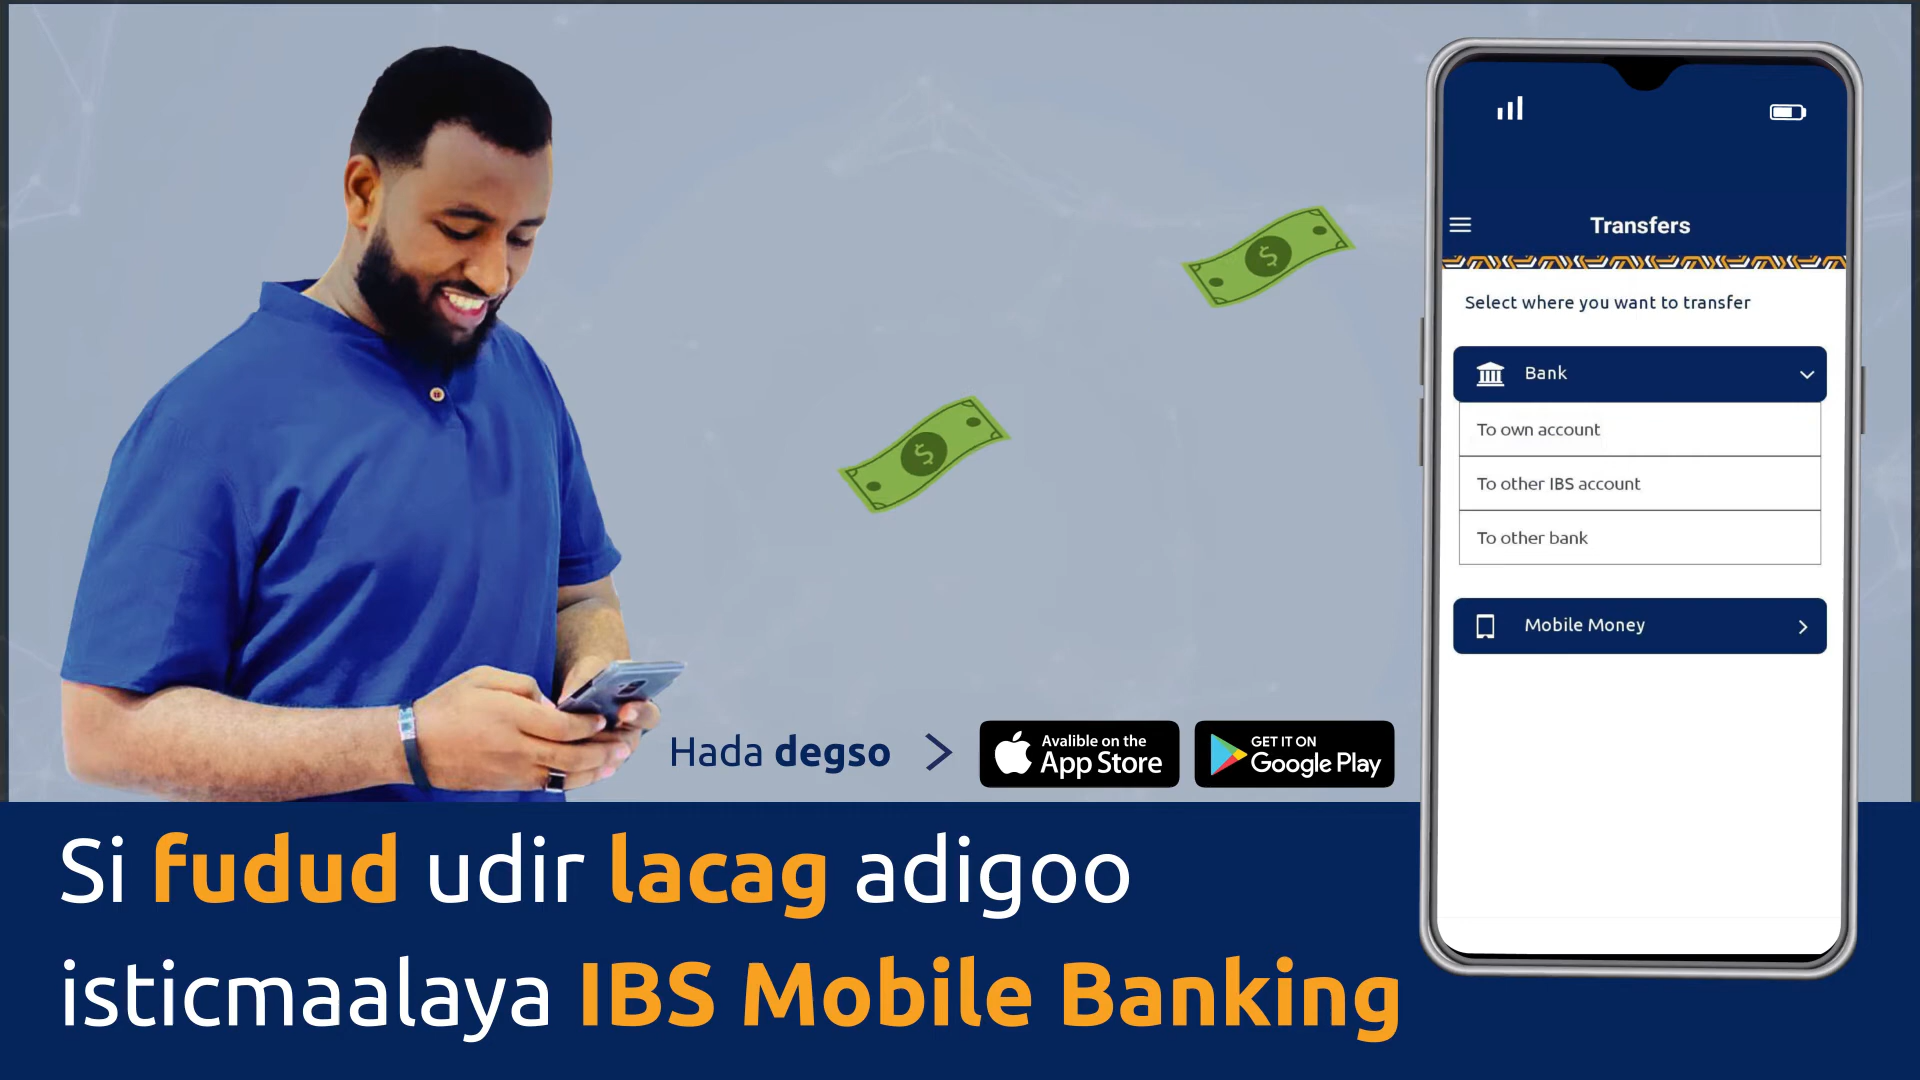 Transfers
Select where you want to transfer
Bank
To own account
To other IBS account
To other bank
Mobile Money
Hada degso >
Avalible on the
App Store
GET IT ON
Google Play
Si fudud udir lacag adigoo
isticmaalaya IBS Mobile Banking